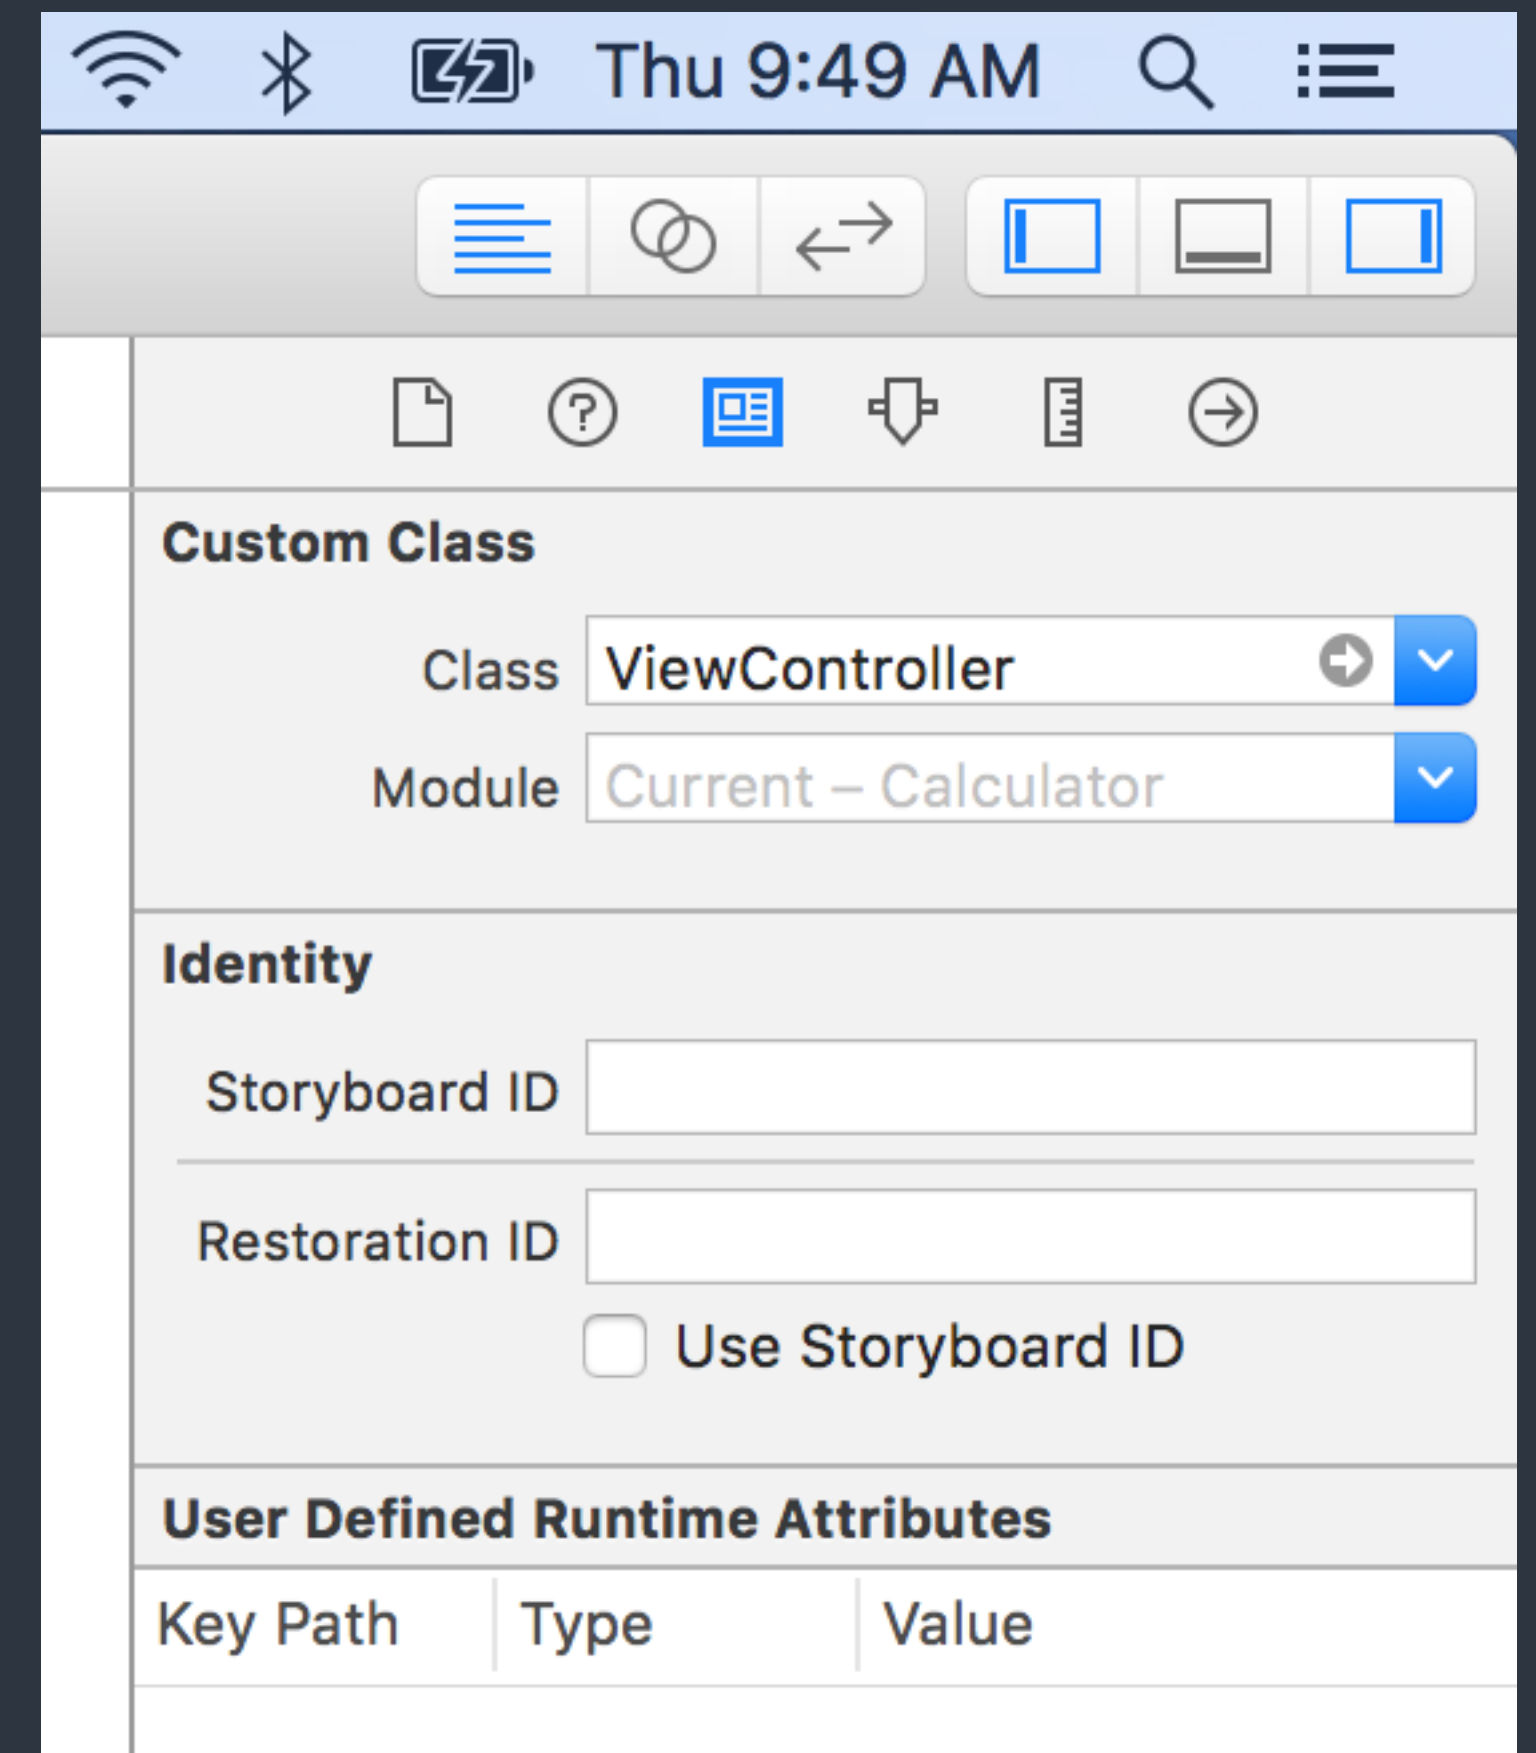 Thu 9:49 AM
Custom Class
Class ViewController
Module Current – Calculator
Identity
Storyboard ID
Restoration ID
Use Storyboard ID
User Defined Runtime Attributes
Key Path Type Value